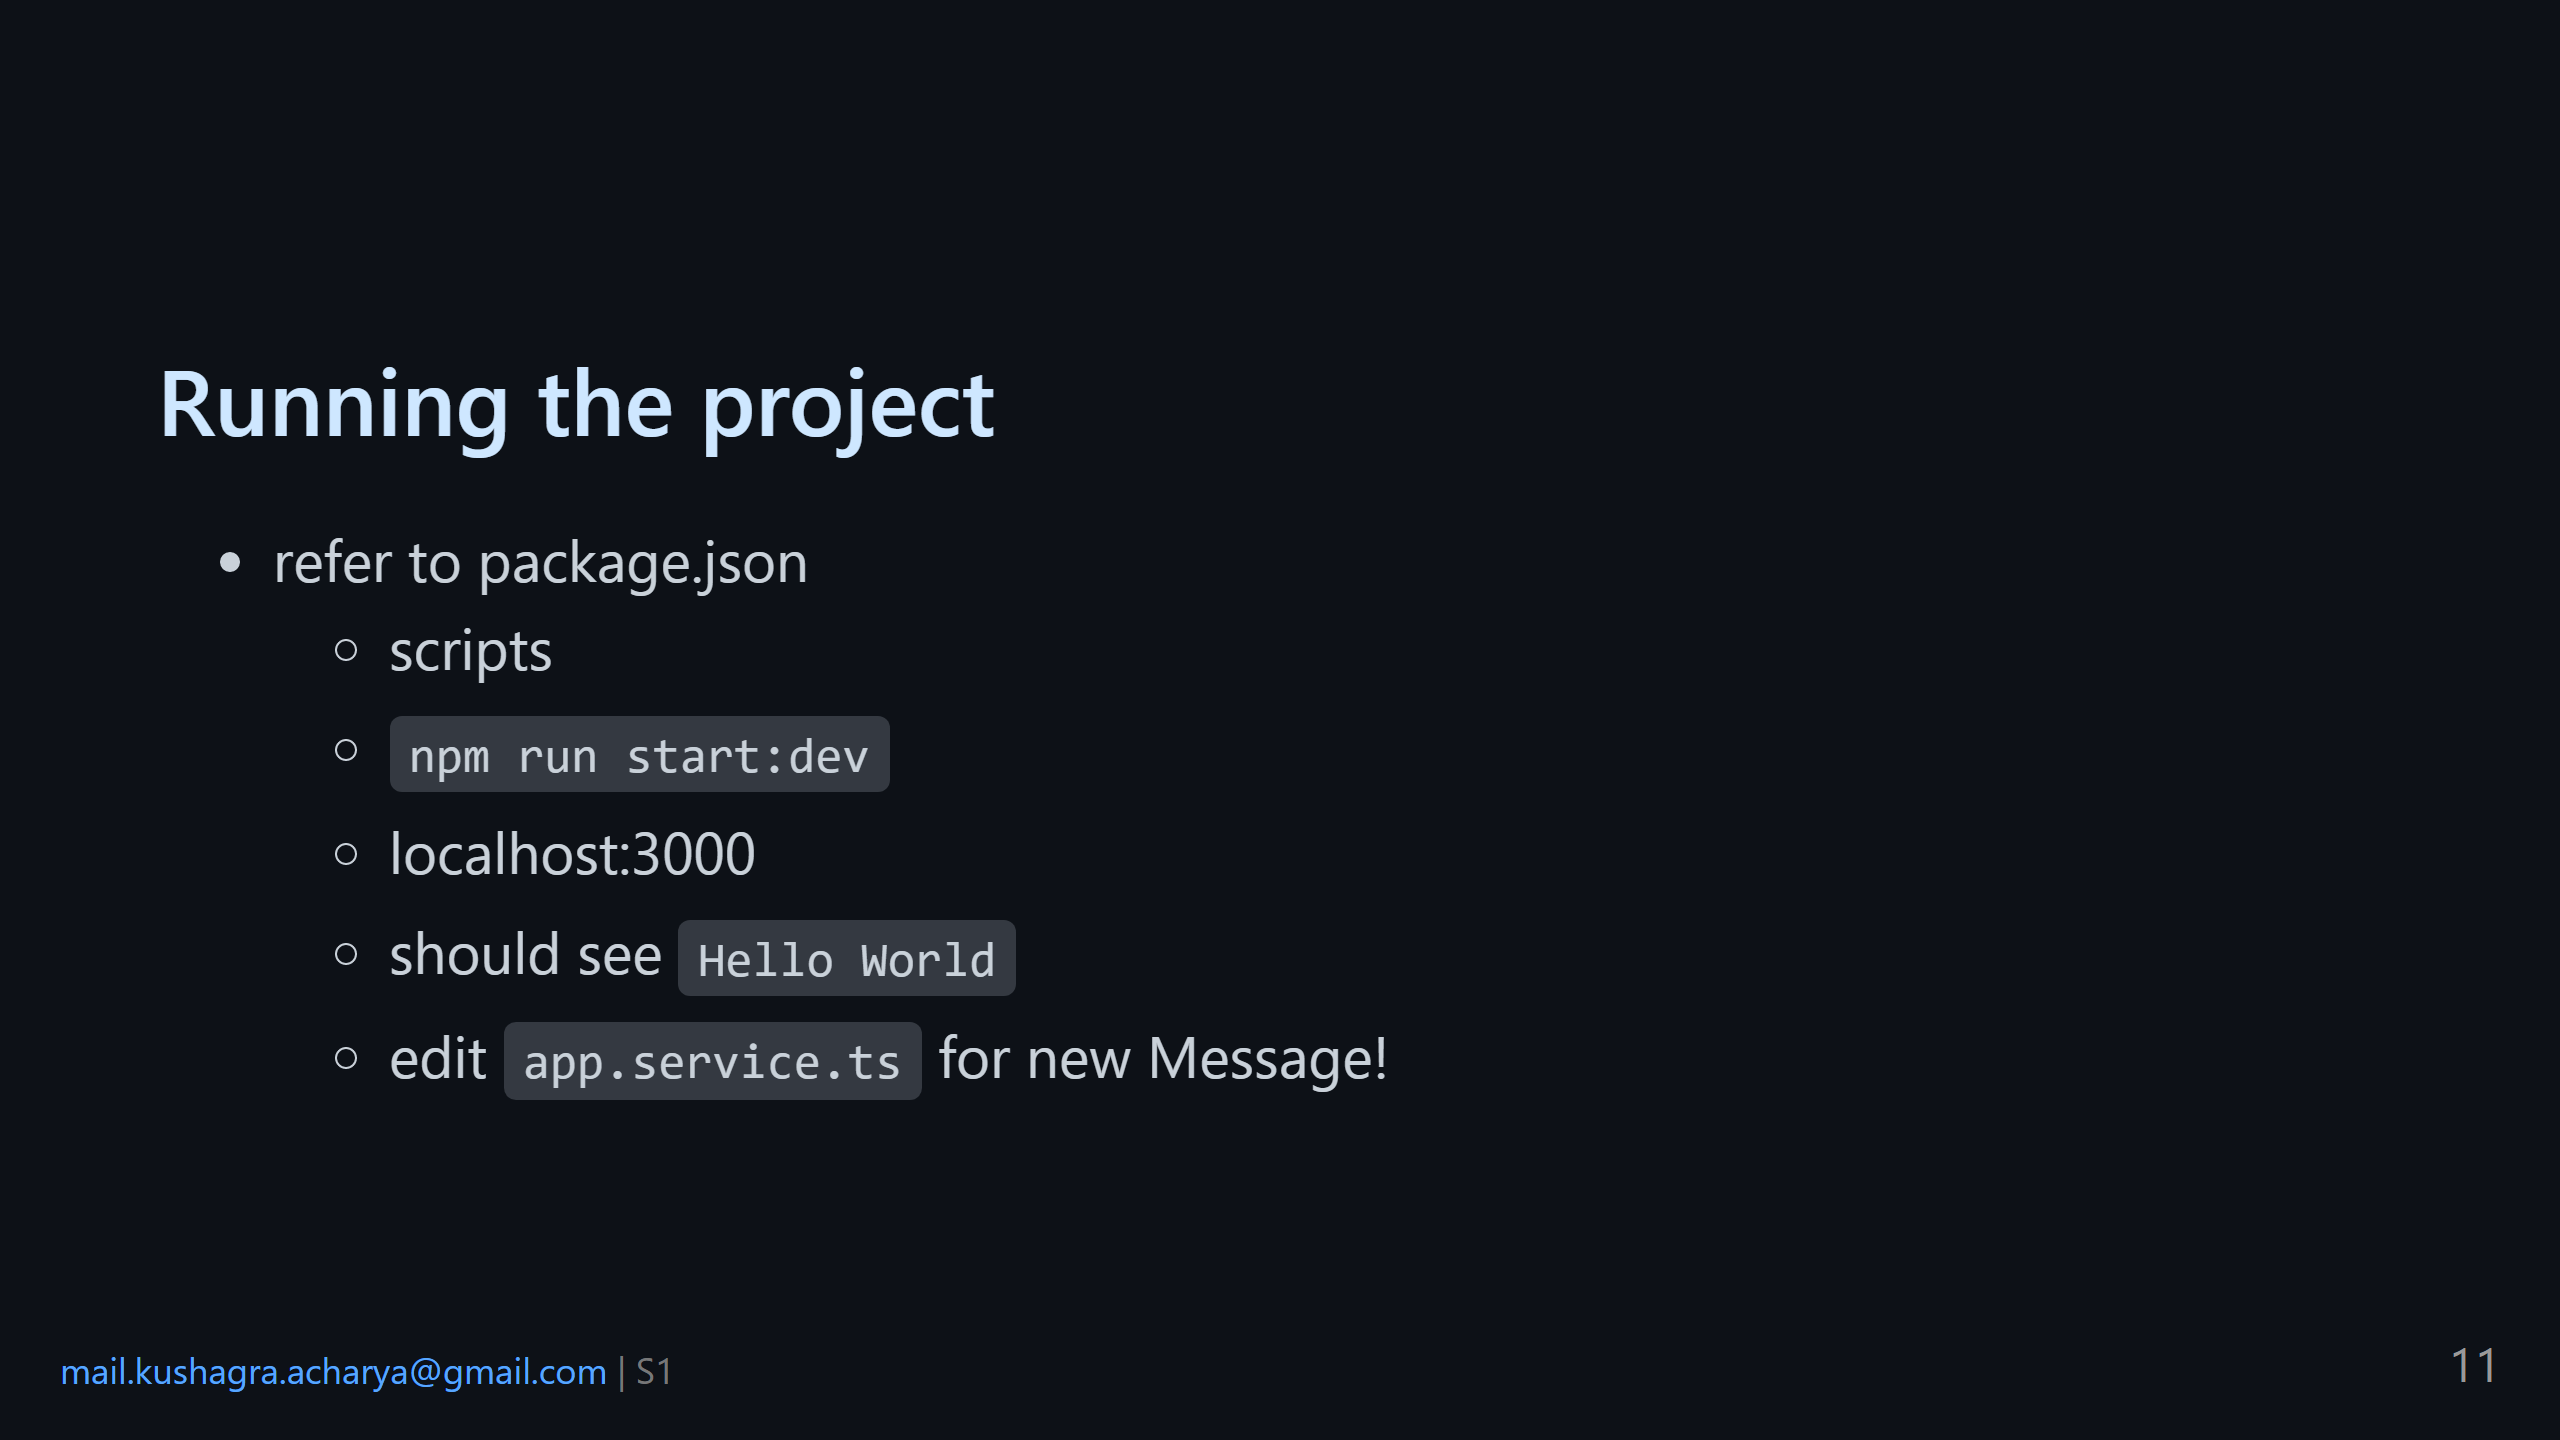 Running the project
refer to package.json
scripts
npm run start:dev
localhost:3000
should see Hello World
edit app.service.ts for new Message!
mail.kushagra.acharya@gmail.com | S1
11